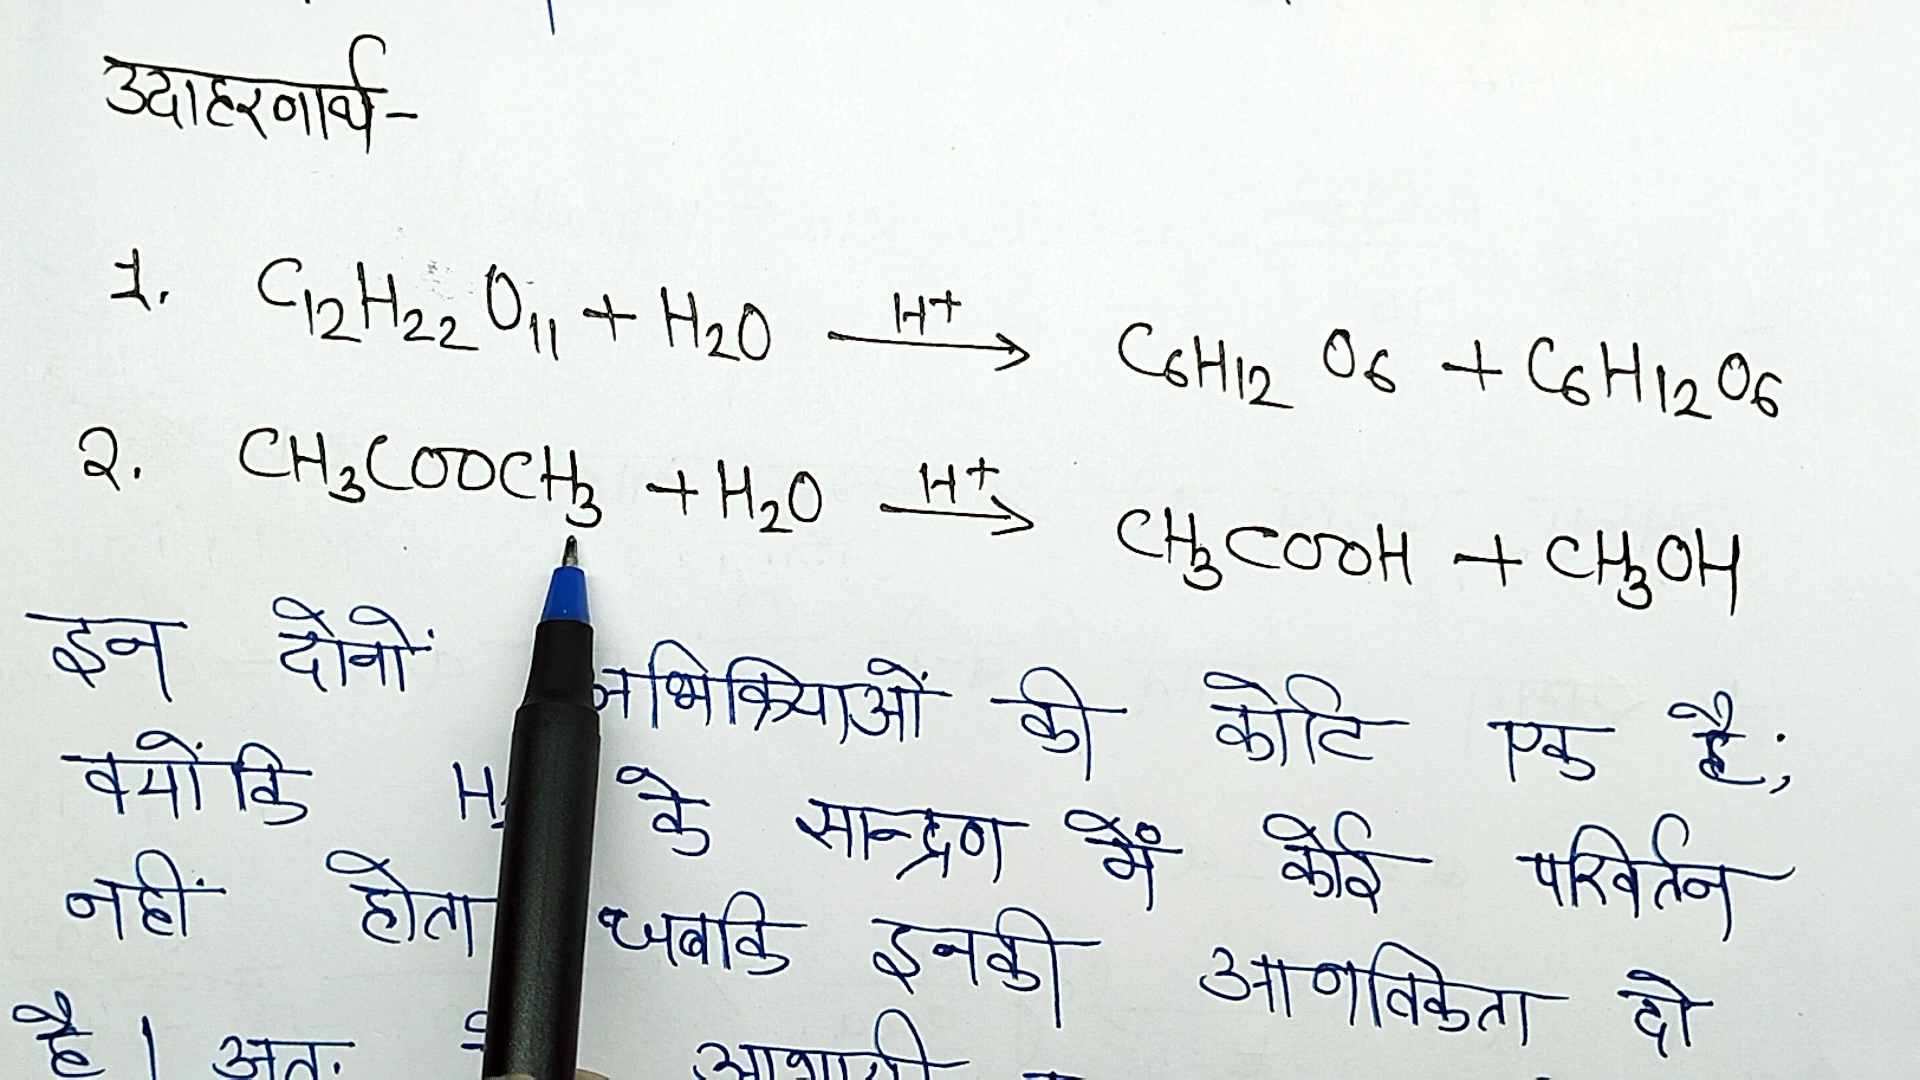 उदाहरणार्थ-
1. C12H22O11 + H2O H+ → C6H12O6 + C6H12O6
२. CH3COOCH3 + H2O H+ → CH3COOH + CH3OH
इन दोनों अभिक्रियाओं की कोटि एक है;
क्योंकि के सान्द्रण में कोई परिवर्तन
नहीं होता जबकि इनकी आणविकता दो
है। अतः